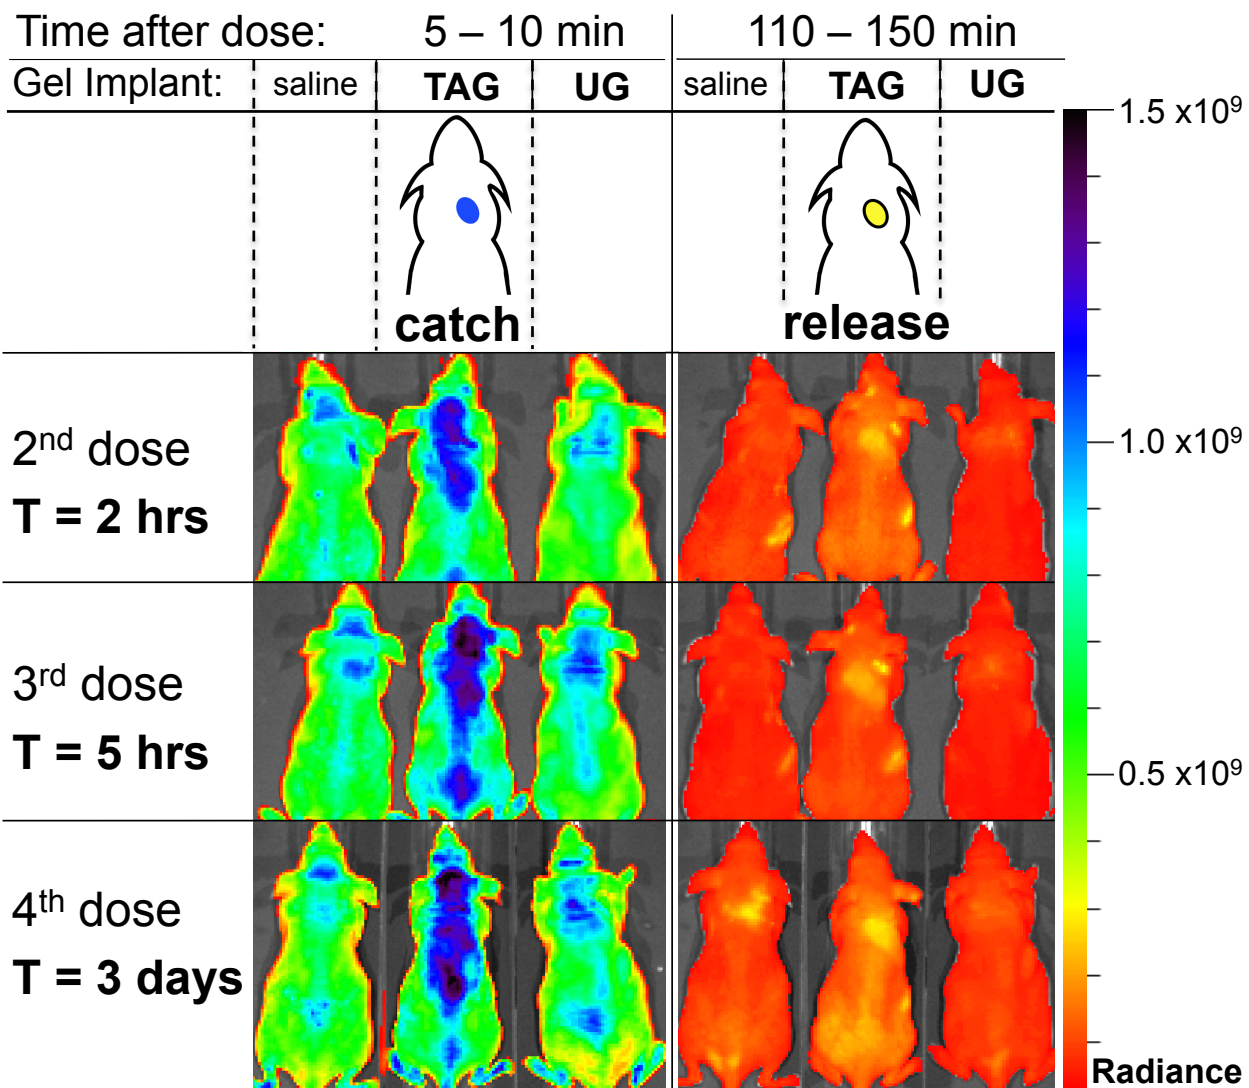 Time after dose: 5 – 10 min 110 – 150 min
Gel Implant: saline TAG UG saline TAG UG
1.5 x10⁹
catch release
2nd dose
T = 2 hrs
1.0 x10⁹
3rd dose
T = 5 hrs
0.5 x10⁹
4th dose
T = 3 days
Radiance